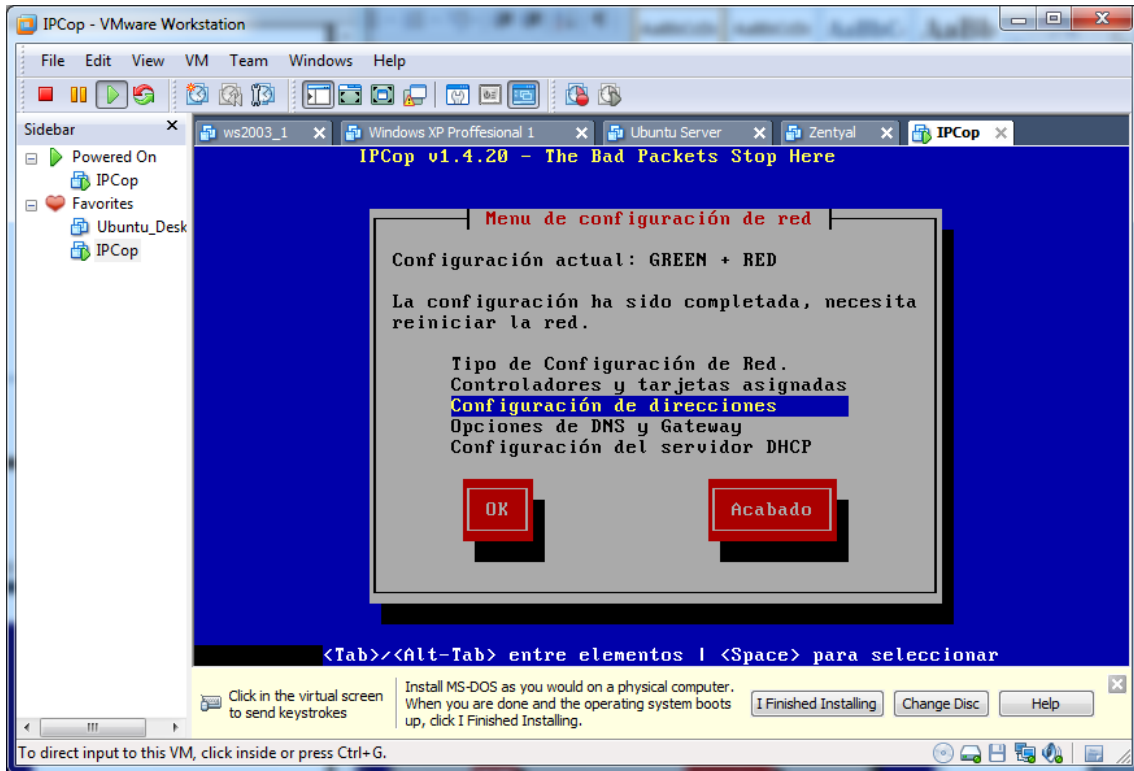 IPCop - VMware Workstation
File Edit View VM Team Windows Help
Sidebar
ws2003_1
Windows XP Proffesional 1
Ubuntu Server
Zentyal
IPCop
Powered On
IPCop
Favorites
Ubuntu_Desk
IPCop
IPCop v1.4.20 - The Bad Packets Stop Here
Menu de configuración de red
Configuración actual: GREEN + RED
La configuración ha sido completada, necesita
reiniciar la red.
Tipo de Configuración de Red.
Controladores y tarjetas asignadas
Configuración de direcciones
Opciones de DNS y Gateway
Configuración del servidor DHCP
OK
Acabado
<Tab>/<Alt-Tab> entre elementos | <Space> para seleccionar
Click in the virtual screen
to send keystrokes
Install MS-DOS as you would on a physical computer.
When you are done and the operating system boots
up, click I Finished Installing.
I Finished Installing
Change Disc
Help
To direct input to this VM, click inside or press Ctrl+G.